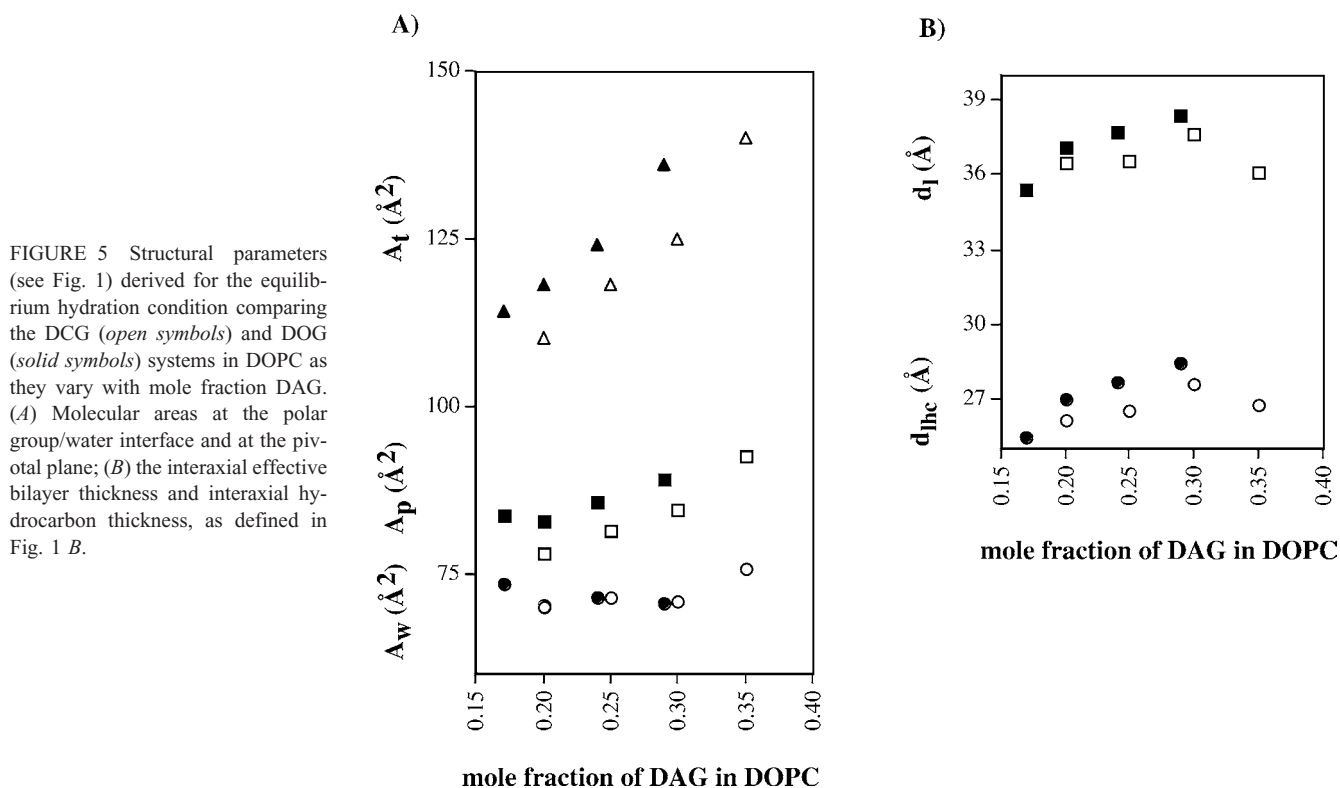 FIGURE 5 Structural parameters
(see Fig. 1) derived for the equilib-
rium hydration condition comparing
the DCG (open symbols) and DOG
(solid symbols) systems in DOPC as
they vary with mole fraction DAG.
(A) Molecular areas at the polar
group/water interface and at the piv-
otal plane; (B) the interaxial effective
bilayer thickness and interaxial hy-
drocarbon thickness, as defined in
Fig. 1 B.
A)
150
125
100
75
A_t (Å²)
A_p (Å²)
A_w (Å²)
0.15
0.20
0.25
0.30
0.35
0.40
mole fraction of DAG in DOPC
B)
39
36
33
30
27
d_l (Å)
d_lhc (Å)
0.15
0.20
0.25
0.30
0.35
0.40
mole fraction of DAG in DOPC